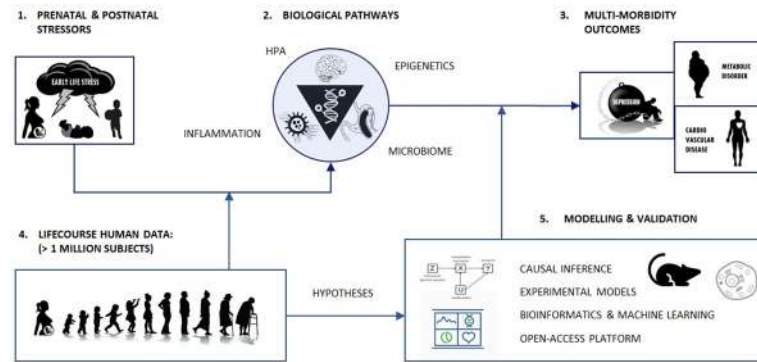 1. PRENATAL & POSTNATAL
STRESSORS
EARLY LIFE STRESS
2. BIOLOGICAL PATHWAYS
HPA
EPIGENETICS
INFLAMMATION
MICROBIOME
3. MULTI-MORBIDITY
OUTCOMES
DEPRESSION
METABOLIC
DISORDER
CARDIO
VASCULAR
DISEASE
4. LIFECOURSE HUMAN DATA:
(> 1 MILLION SUBJECTS)
HYPOTHESES
5. MODELLING & VALIDATION
Z
X
Y
U
CAUSAL INFERENCE
EXPERIMENTAL MODELS
BIOINFORMATICS & MACHINE LEARNING
OPEN-ACCESS PLATFORM